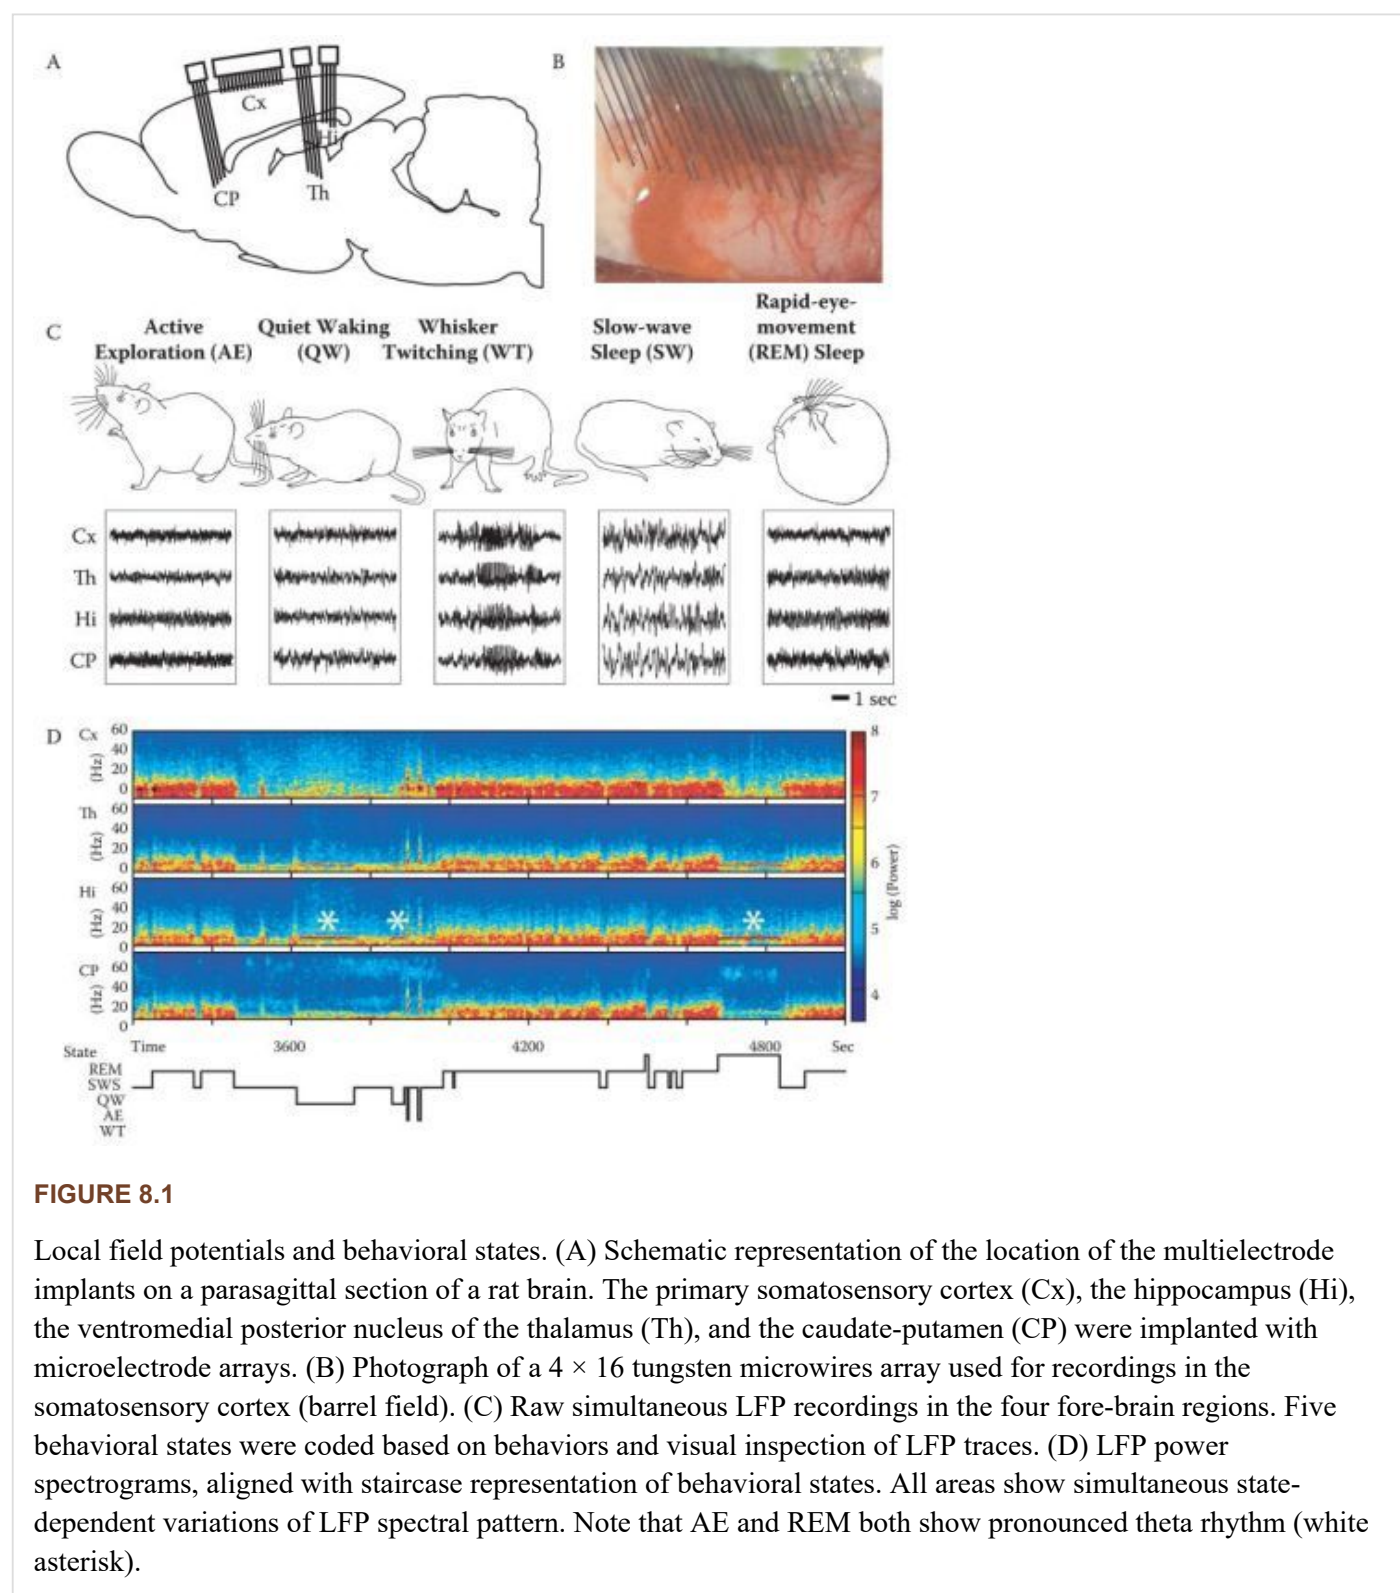 A
B
Cx
Hi
CP
Th
C
Active
Exploration (AE)
Quiet Waking
(QW)
Whisker
Twitching (WT)
Slow-wave
Sleep (SW)
Rapid-eye-
movement
(REM) Sleep
Cx
Th
Hi
CP
1 sec
D
Cx
(Hz)
60
40
20
0
Th
(Hz)
60
40
20
0
Hi
(Hz)
60
40
20
0
CP
(Hz)
60
40
20
0
8
7
6
5
4
log (Power)
State
Time
3600
4200
4800
Sec
REM
SWS
QW
AE
WT
FIGURE 8.1
Local field potentials and behavioral states. (A) Schematic representation of the location of the multielectrode
implants on a parasagittal section of a rat brain. The primary somatosensory cortex (Cx), the hippocampus (Hi),
the ventromedial posterior nucleus of the thalamus (Th), and the caudate-putamen (CP) were implanted with
microelectrode arrays. (B) Photograph of a 4 × 16 tungsten microwires array used for recordings in the
somatosensory cortex (barrel field). (C) Raw simultaneous LFP recordings in the four fore-brain regions. Five
behavioral states were coded based on behaviors and visual inspection of LFP traces. (D) LFP power
spectrograms, aligned with staircase representation of behavioral states. All areas show simultaneous state-
dependent variations of LFP spectral pattern. Note that AE and REM both show pronounced theta rhythm (white
asterisk).